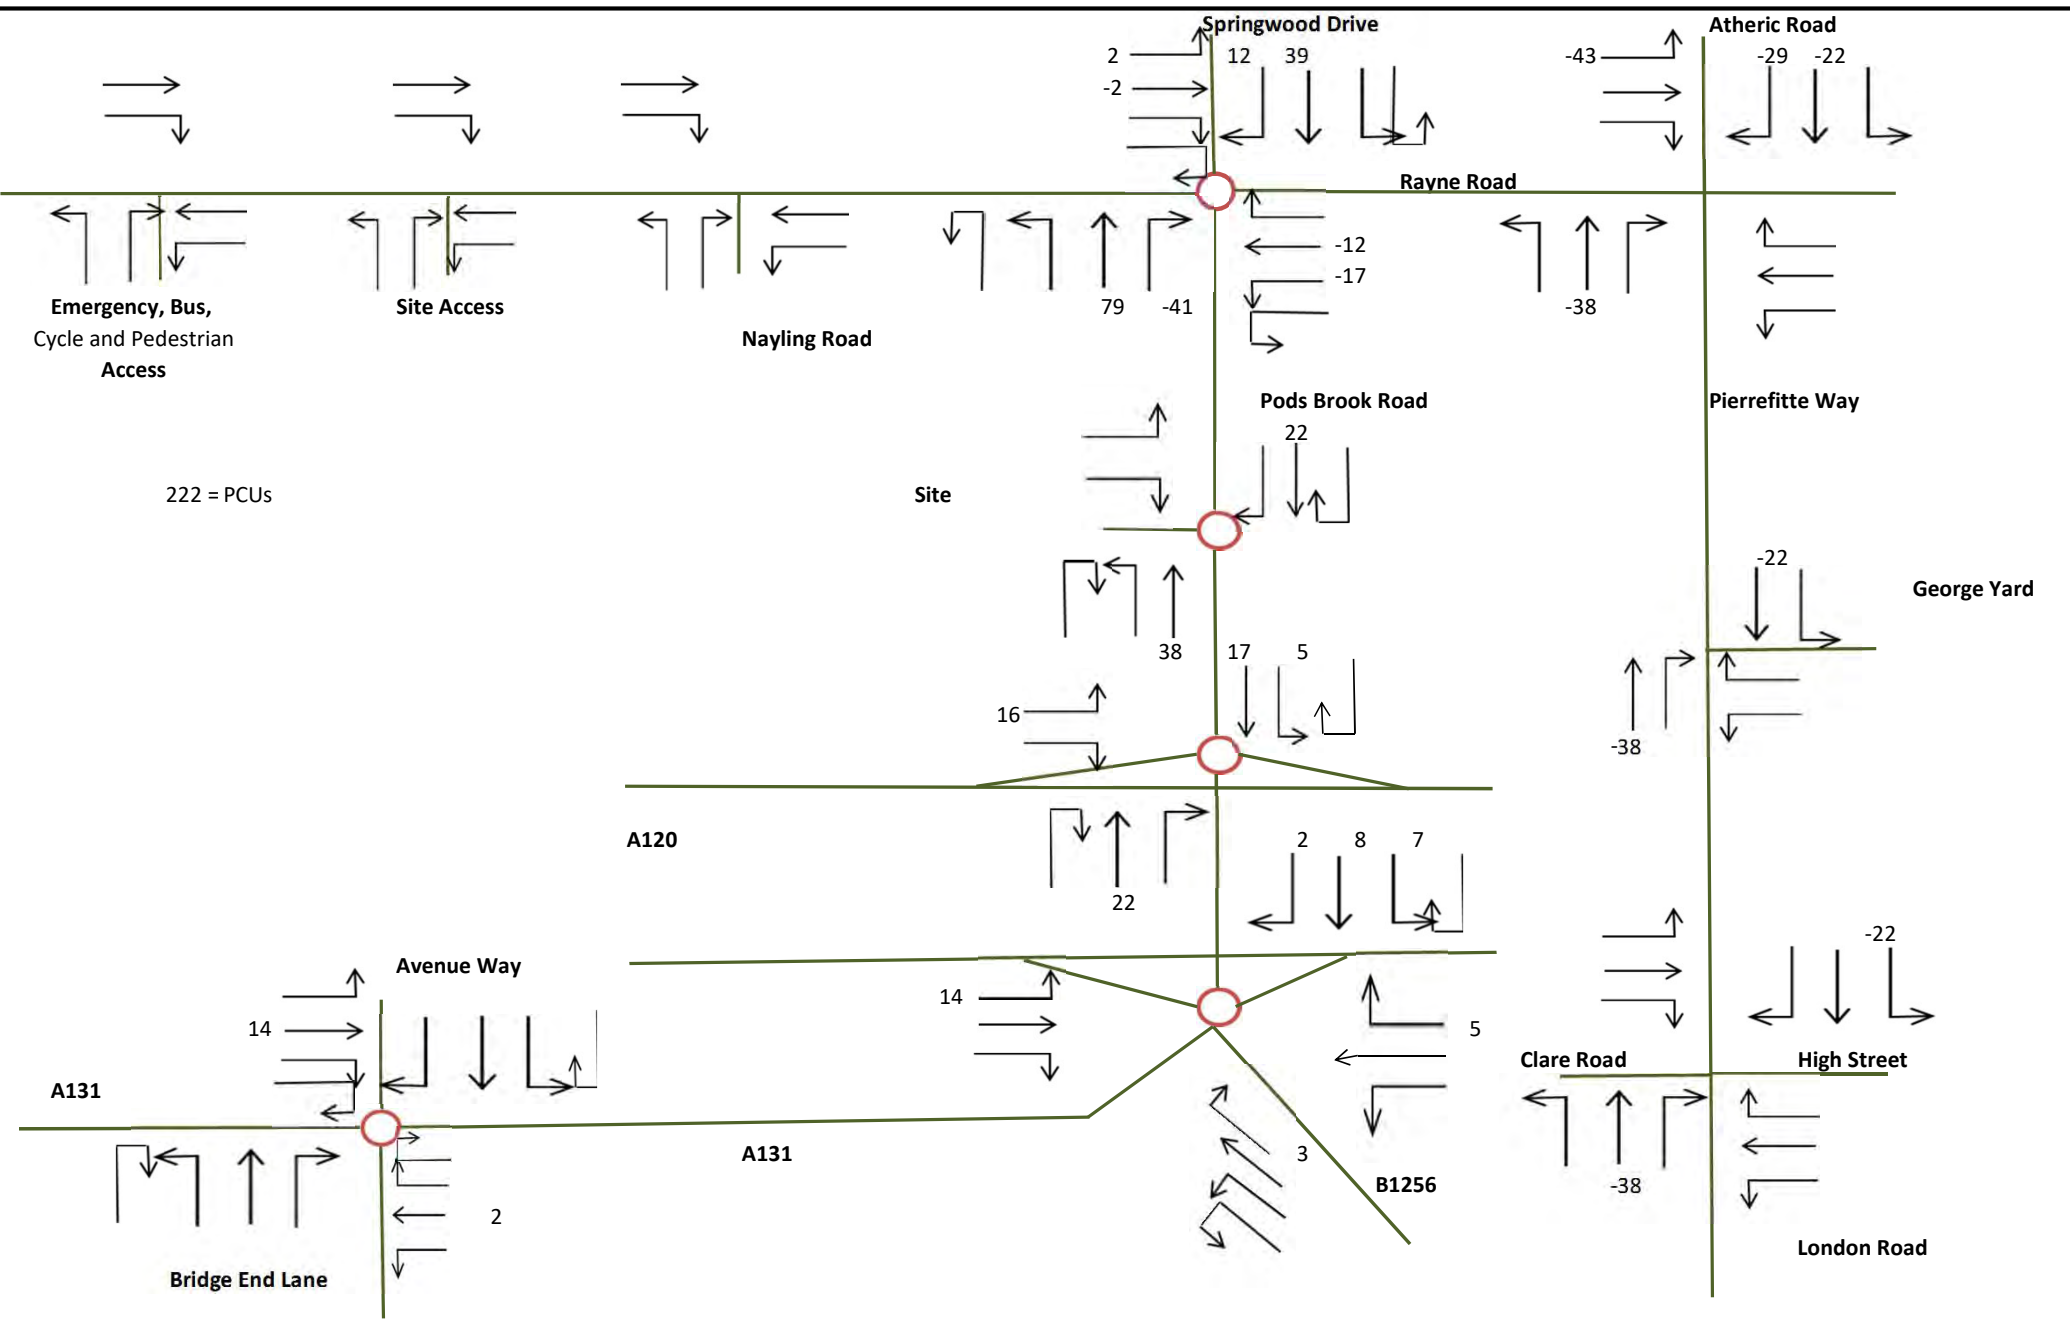 Springwood Drive
Atheric Road
2
12
39
-43
-29
-22
-2
Rayne Road
-12
-17
79
-41
-38
Emergency, Bus,
Cycle and Pedestrian
Access
Site Access
Nayling Road
Pods Brook Road
Pierrefitte Way
22
222 = PCUs
Site
-22
George Yard
38
17
5
16
-38
A120
2
8
7
22
-22
Avenue Way
14
14
5
Clare Road
High Street
A131
A131
3
B1256
-38
2
London Road
Bridge End Lane